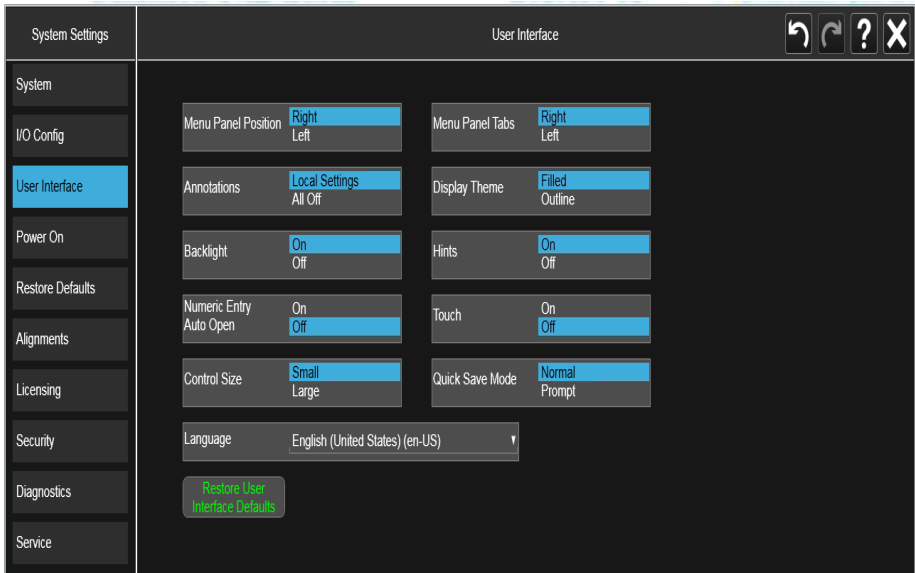 System Settings
User Interface
?
System
I/O Config
User Interface
Power On
Restore Defaults
Alignments
Licensing
Security
Diagnostics
Service
Menu Panel Position
Right
Left
Menu Panel Tabs
Right
Left
Annotations
Local Settings
All Off
Display Theme
Filled
Outline
Backlight
On
Off
Hints
On
Off
Numeric Entry
Auto Open
On
Off
Touch
On
Off
Control Size
Small
Large
Quick Save Mode
Normal
Prompt
Language
English (United States) (en-US)
Restore User
Interface Defaults